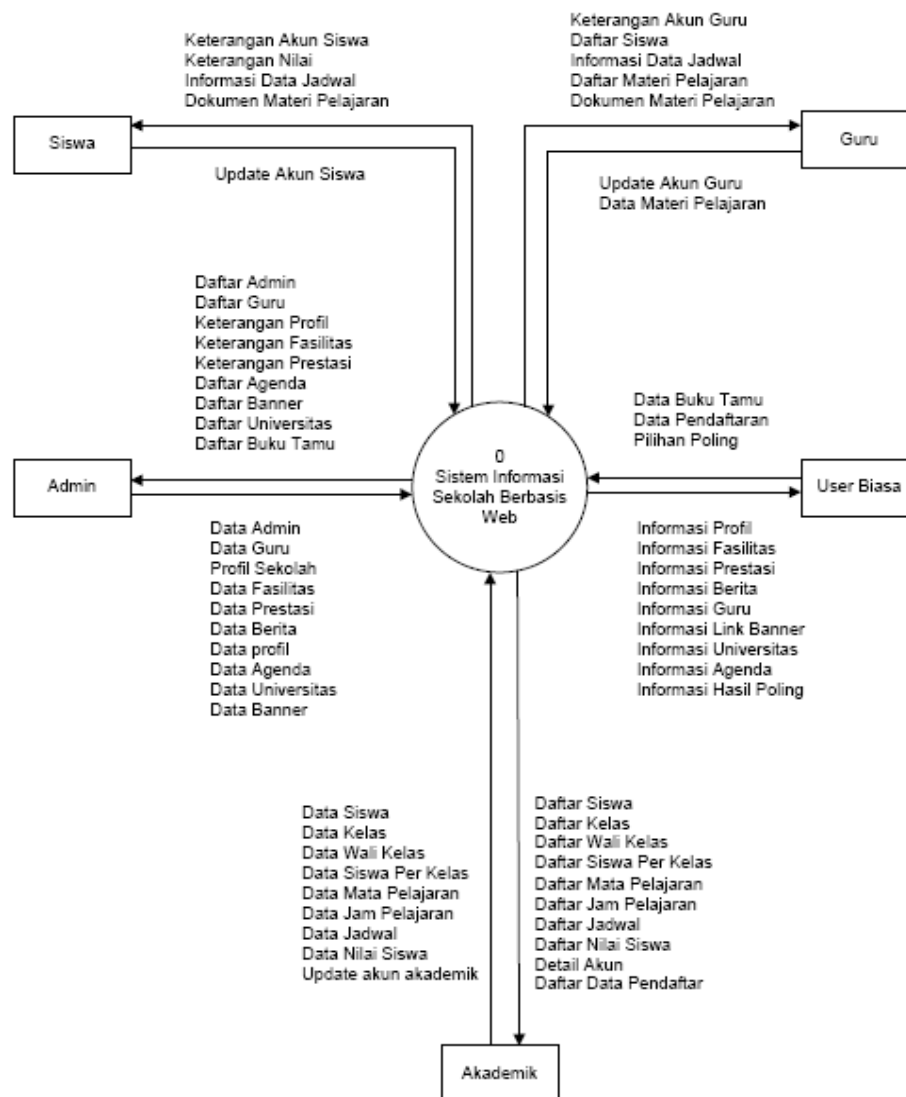 Keterangan Akun Siswa
Keterangan Nilai
Informasi Data Jadwal
Dokumen Materi Pelajaran
Keterangan Akun Guru
Daftar Siswa
Informasi Data Jadwal
Daftar Materi Pelajaran
Dokumen Materi Pelajaran
Siswa
Guru
Update Akun Siswa
Update Akun Guru
Data Materi Pelajaran
Daftar Admin
Daftar Guru
Keterangan Profil
Keterangan Fasilitas
Keterangan Prestasi
Daftar Agenda
Daftar Banner
Daftar Universitas
Daftar Buku Tamu
Data Buku Tamu
Data Pendaftaran
Pilihan Poling
Admin
0
Sistem Informasi
Sekolah Berbasis
Web
User Biasa
Data Admin
Data Guru
Profil Sekolah
Data Fasilitas
Data Prestasi
Data Berita
Data profil
Data Agenda
Data Universitas
Data Banner
Informasi Profil
Informasi Fasilitas
Informasi Prestasi
Informasi Berita
Informasi Guru
Informasi Link Banner
Informasi Universitas
Informasi Agenda
Informasi Hasil Poling
Data Siswa
Data Kelas
Data Wali Kelas
Data Siswa Per Kelas
Data Mata Pelajaran
Data Jam Pelajaran
Data Jadwal
Data Nilai Siswa
Update akun akademik
Daftar Siswa
Daftar Kelas
Daftar Wali Kelas
Daftar Siswa Per Kelas
Daftar Mata Pelajaran
Daftar Jam Pelajaran
Daftar Jadwal
Daftar Nilai Siswa
Detail Akun
Daftar Data Pendaftar
Akademik